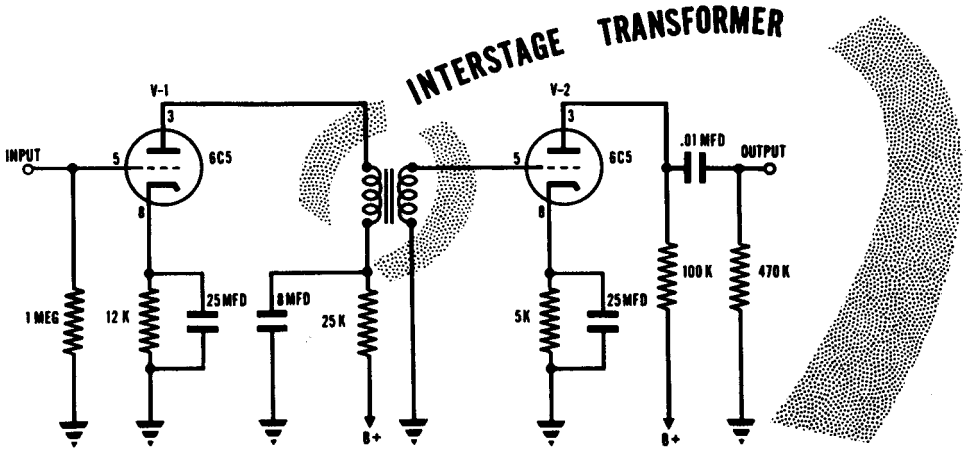 INTERSTAGE TRANSFORMER
V-1
3
INPUT
5
6C5
8
1 MEG
12 K
25 MFD
8 MFD
25 K
B+
V-2
3
5
6C5
8
5K
25 MFD
.01 MFD
OUTPUT
100 K
470 K
B+